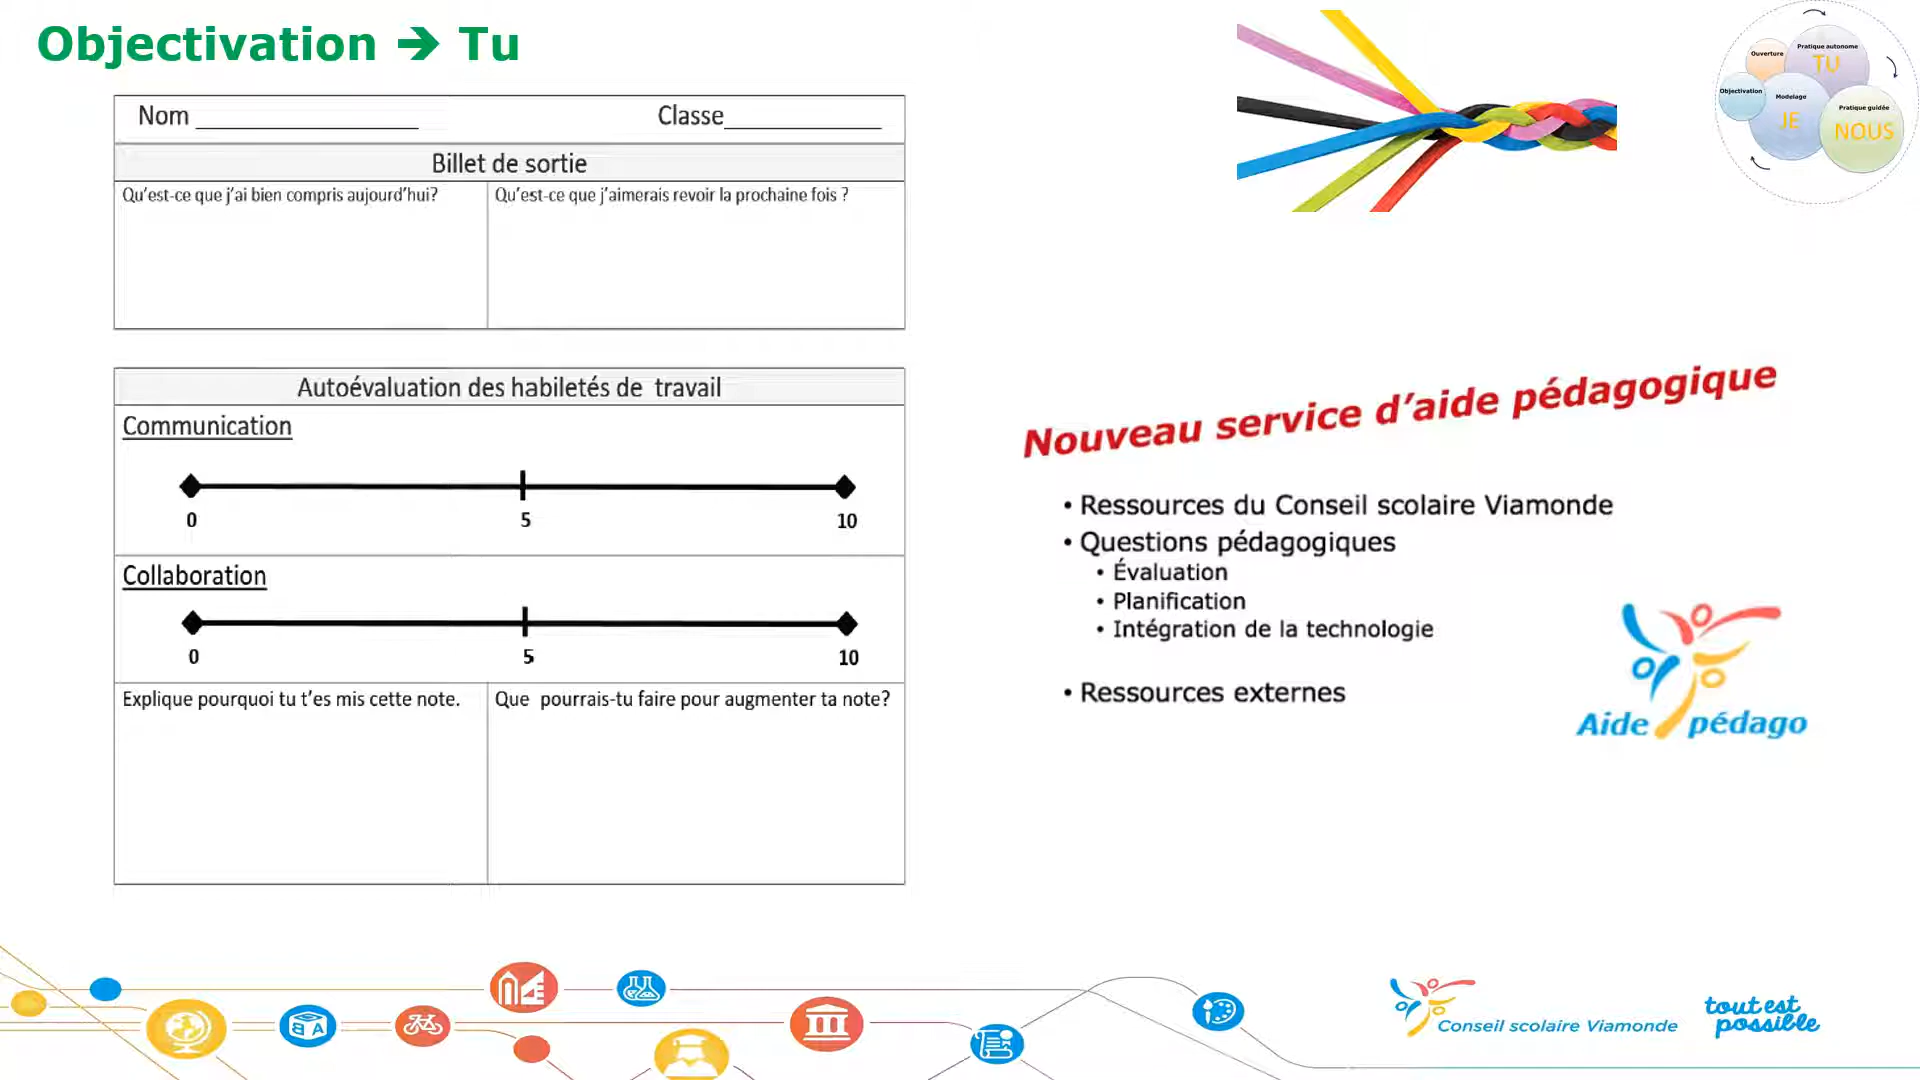 Objectivation → Tu
Nom _________________ Classe____________
Billet de sortie
Qu’est-ce que j’ai bien compris aujourd’hui?
Qu’est-ce que j’aimerais revoir la prochaine fois ?
Autoévaluation des habiletés de travail
Communication
0 5 10
Collaboration
0 5 10
Explique pourquoi tu t’es mis cette note.
Que pourrais-tu faire pour augmenter ta note?
Ouverture
Pratique autonome
TU
Objectivation
Modelage
JE
Pratique guidée
NOUS
Nouveau service d’aide pédagogique
• Ressources du Conseil scolaire Viamonde
• Questions pédagogiques
• Évaluation
• Planification
• Intégration de la technologie
• Ressources externes
Aide pédago
B A
Conseil scolaire Viamonde
tout est
possible